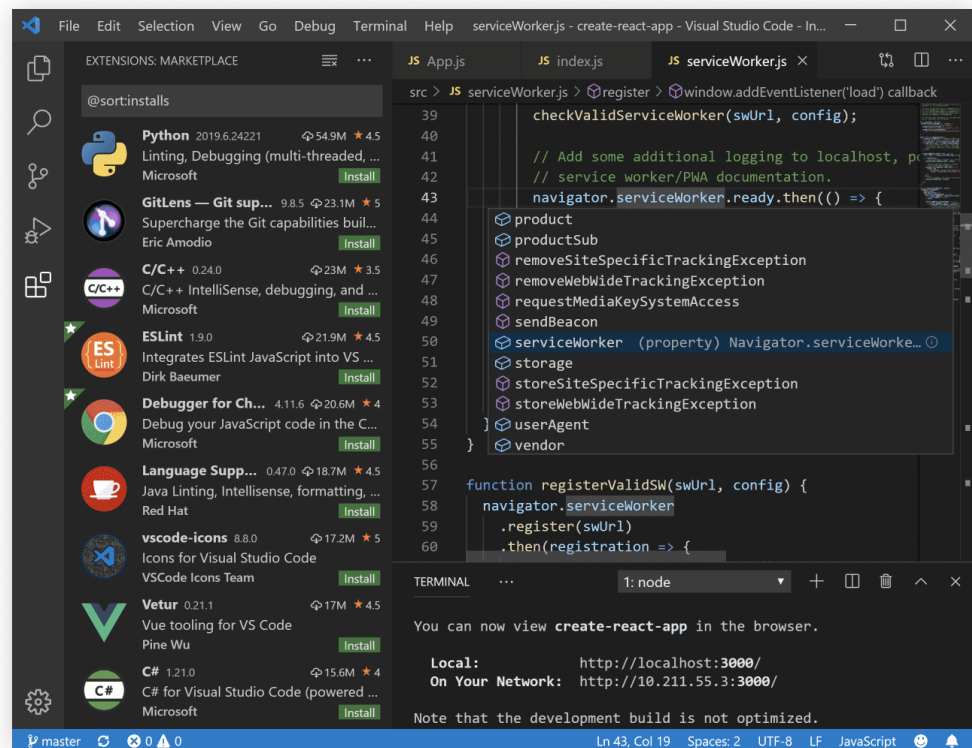 File Edit Selection View Go Debug Terminal Help serviceWorker.js - create-react-app - Visual Studio Code - In...
EXTENSIONS: MARKETPLACE
@sort:installs
Python 2019.6.24221 54.9M 4.5
Linting, Debugging (multi-threaded, ...
Microsoft Install
GitLens — Git sup... 9.8.5 23.1M 5
Supercharge the Git capabilities buil...
Eric Amodio Install
C/C++
C/C++ 0.24.0 23M 3.5
C/C++ IntelliSense, debugging, and ...
Microsoft Install
ES
Lint
ESLint 1.9.0 21.9M 4.5
Integrates ESLint JavaScript into VS ...
Dirk Baeumer Install
Debugger for Ch... 4.11.6 20.6M 4
Debug your JavaScript code in the C...
Microsoft Install
Language Supp... 0.47.0 18.7M 4.5
Java Linting, Intellisense, formatting, ...
Red Hat Install
vscode-icons 8.8.0 17.2M 5
Icons for Visual Studio Code
VSCode Icons Team Install
Vetur 0.21.1 17M 4.5
Vue tooling for VS Code
Pine Wu Install
C#
C# 1.21.0 15.6M 4
C# for Visual Studio Code (powered ...
Microsoft Install
JS App.js JS index.js JS serviceWorker.js
src > JS serviceWorker.js > register > window.addEventListener('load') callback
39 checkValidServiceWorker(swUrl, config);
40
41 // Add some additional logging to localhost,
42 // service worker/PWA documentation.
43 navigator.serviceWorker.ready.then(() => {
44 product
45 productSub
46 removeSiteSpecificTrackingException
47 removeWebWideTrackingException
48 requestMediaKeySystemAccess
49 sendBeacon
50 serviceWorker (property) Navigator.serviceWorke...
51 storage
52 storeSiteSpecificTrackingException
53 storeWebWideTrackingException
54 } userAgent
55 } vendor
56
57 function registerValidSW(swUrl, config) {
58 navigator.serviceWorker
59 .register(swUrl)
60 .then(registration => {
TERMINAL ... 1: node
You can now view create-react-app in the browser.
Local: http://localhost:3000/
On Your Network: http://10.211.55.3:3000/
Note that the development build is not optimized.
master 0 0 Ln 43, Col 19 Spaces: 2 UTF-8 LF JavaScript